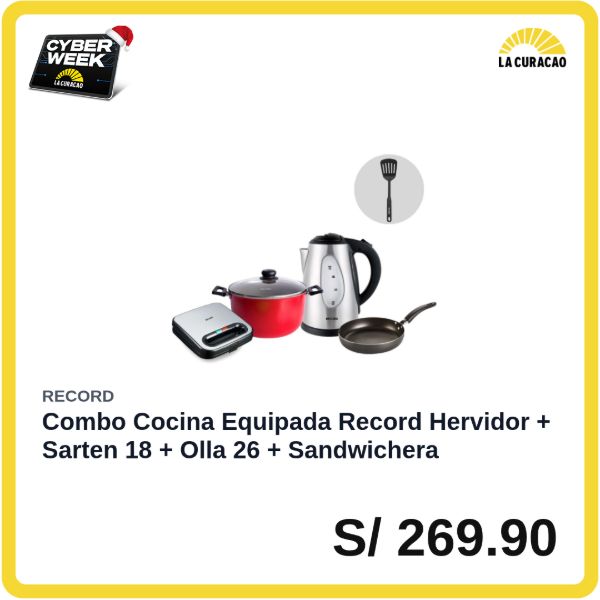 CYBER
WEEK
LA CURACAO
LA CURACAO
RECORD
Combo Cocina Equipada Record Hervidor +
Sarten 18 + Olla 26 + Sandwichera
S/ 269.90